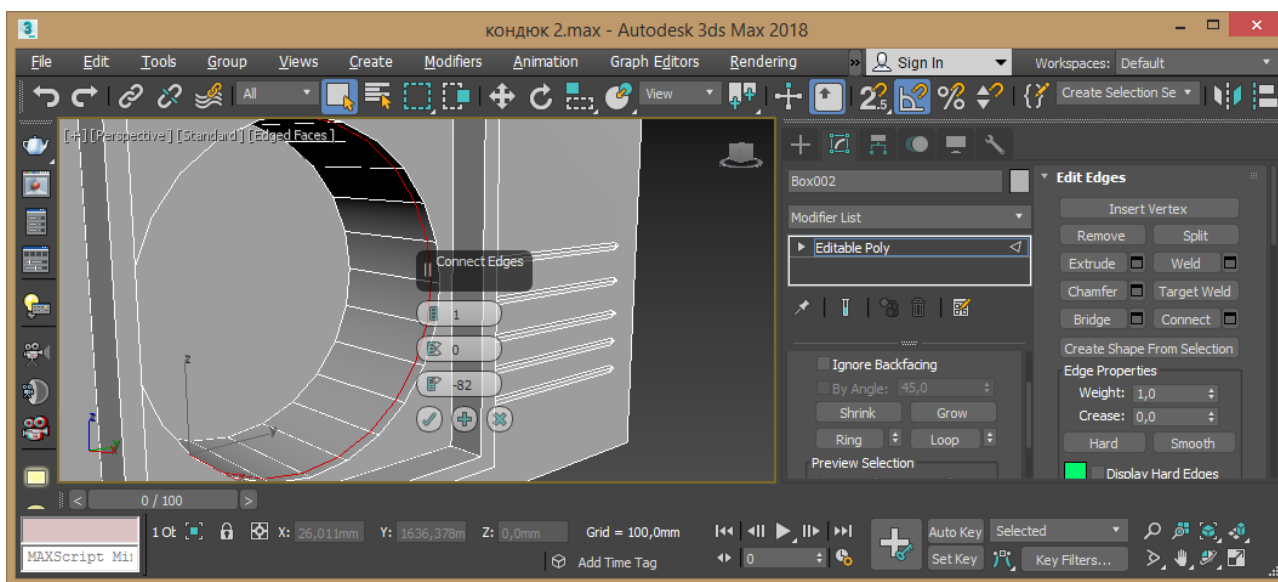 кондюк 2.max - Autodesk 3ds Max 2018
File Edit Tools Group Views Create Modifiers Animation Graph Editors Rendering » Sign In Workspaces: Default
All View Create Selection Se
[+] [Perspective] [Standard] [Edged Faces]
Connect Edges
1
0
-82
z
y
x
z
Box002
Modifier List
Editable Poly
Ignore Backfacing
By Angle: 45,0
Shrink Grow
Ring Loop
Preview Selection
Edit Edges
Insert Vertex
Remove Split
Extrude Weld
Chamfer Target Weld
Bridge Connect
Create Shape From Selection
Edge Properties
Weight: 1,0
Crease: 0,0
Hard Smooth
Display Hard Edges
< 0 / 100 >
1 Ob X: 26,011mm Y: 1636,378m Z: 0,0mm Grid = 100,0mm Auto Key Selected
MAXScript Mi Add Time Tag 0 Set Key Key Filters...